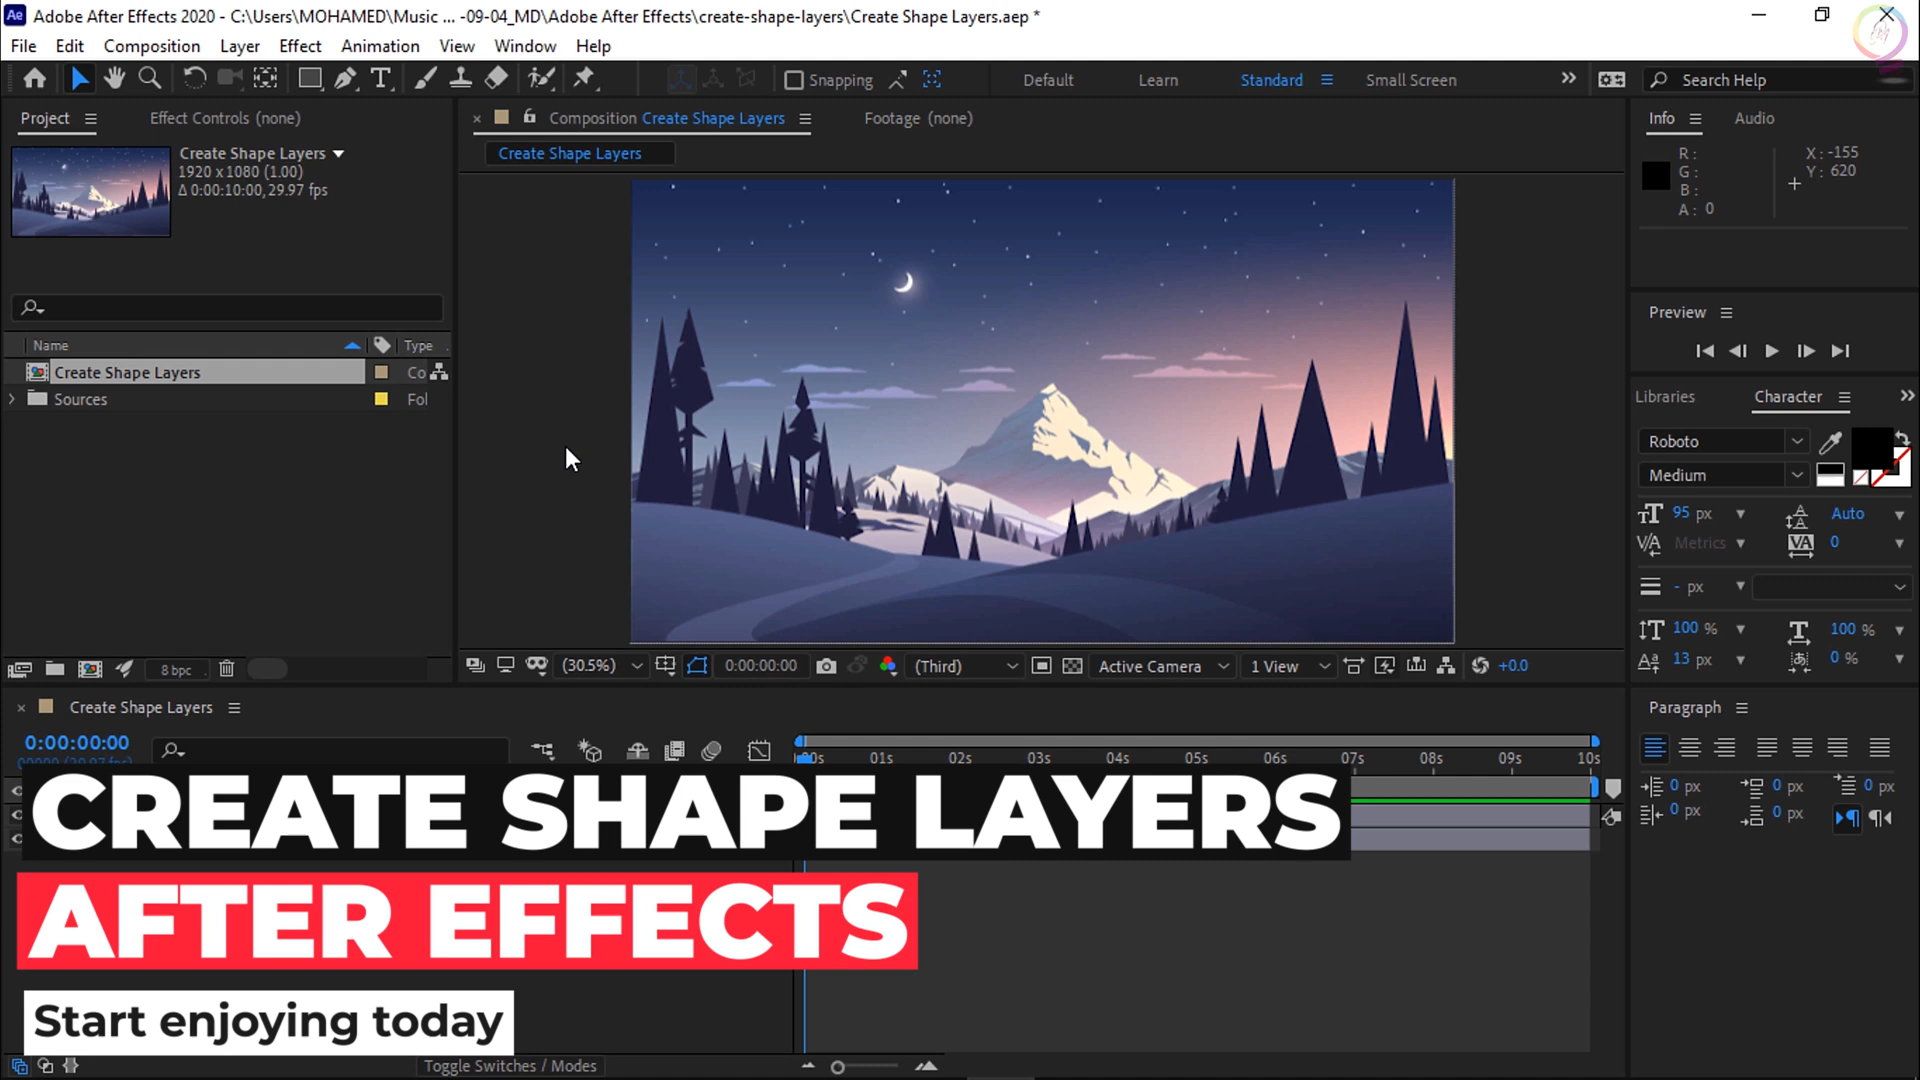 Adobe After Effects 2020 - C:\Users\MOHAMED\Music ... -09-04_MD\Adobe After Effects\create-shape-layers\Create Shape Layers.aep *
File Edit Composition Layer Effect Animation View Window Help
Snapping Default Learn Standard Small Screen Search Help
Project Effect Controls (none) Composition Create Shape Layers Footage (none) Info Audio
Create Shape Layers
1920 x 1080 (1.00)
Δ 0:00:10:00, 29.97 fps
Create Shape Layers
R :
G :
B :
A : 0
X : -155
Y : 620
Preview
Name Type
Create Shape Layers Co
Sources Fol
Libraries Character
Roboto
Medium
95 px Auto
Metrics 0
- px
100 % 100 %
13 px 0 %
8 bpc
(30.5%) 0:00:00:00 (Third) Active Camera 1 View +0.0
Create Shape Layers
Paragraph
0:00:00:00
00000 (29.97 fps)
00s 01s 02s 03s 04s 05s 06s 07s 08s 09s 10s
0 px 0 px 0 px
0 px 0 px
CREATE SHAPE LAYERS
AFTER EFFECTS
Start enjoying today
Toggle Switches / Modes